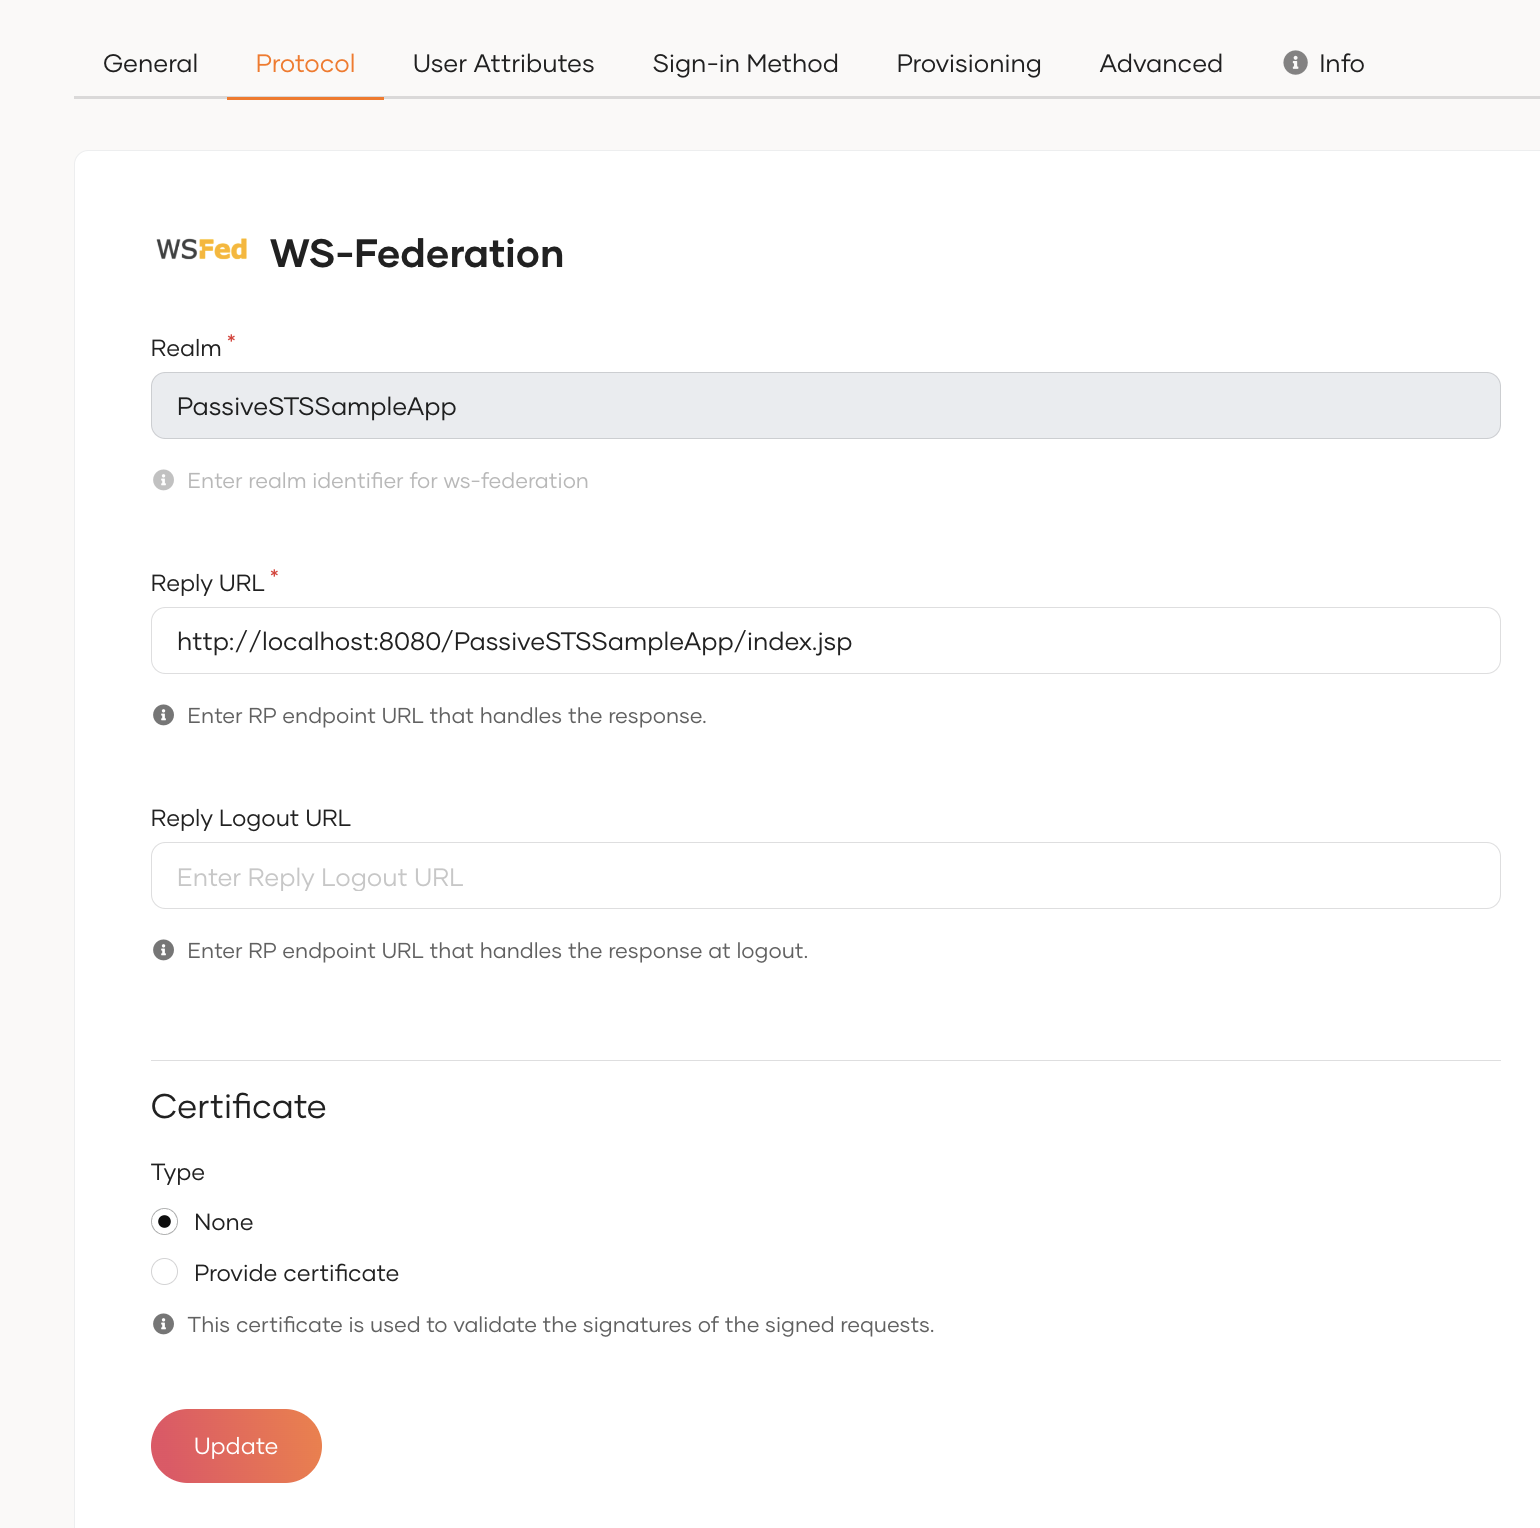 General Protocol User Attributes Sign-in Method Provisioning Advanced Info
WSFed WS-Federation
Realm *
PassiveSTSSampleApp
Enter realm identifier for ws-federation
Reply URL *
http://localhost:8080/PassiveSTSSampleApp/index.jsp
Enter RP endpoint URL that handles the response.
Reply Logout URL
Enter Reply Logout URL
Enter RP endpoint URL that handles the response at logout.
Certificate
Type
None
Provide certificate
This certificate is used to validate the signatures of the signed requests.
Update